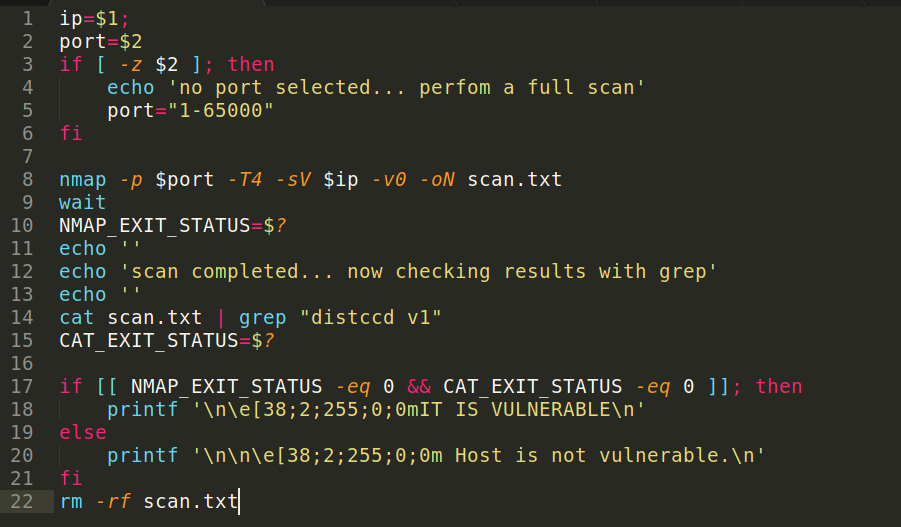 1 ip=$1;
2 port=$2
3 if [ -z $2 ]; then
4     echo 'no port selected... perfom a full scan'
5     port="1-65000"
6 fi
7
8 nmap -p $port -T4 -sV $ip -v0 -oN scan.txt
9 wait
10 NMAP_EXIT_STATUS=$?
11 echo ''
12 echo 'scan completed... now checking results with grep'
13 echo ''
14 cat scan.txt | grep "distccd v1"
15 CAT_EXIT_STATUS=$?
16
17 if [[ NMAP_EXIT_STATUS -eq 0 && CAT_EXIT_STATUS -eq 0 ]]; then
18     printf '\n\e[38;2;255;0;0mIT IS VULNERABLE\n'
19 else
20     printf '\n\n\e[38;2;255;0;0m Host is not vulnerable.\n'
21 fi
22 rm -rf scan.txt